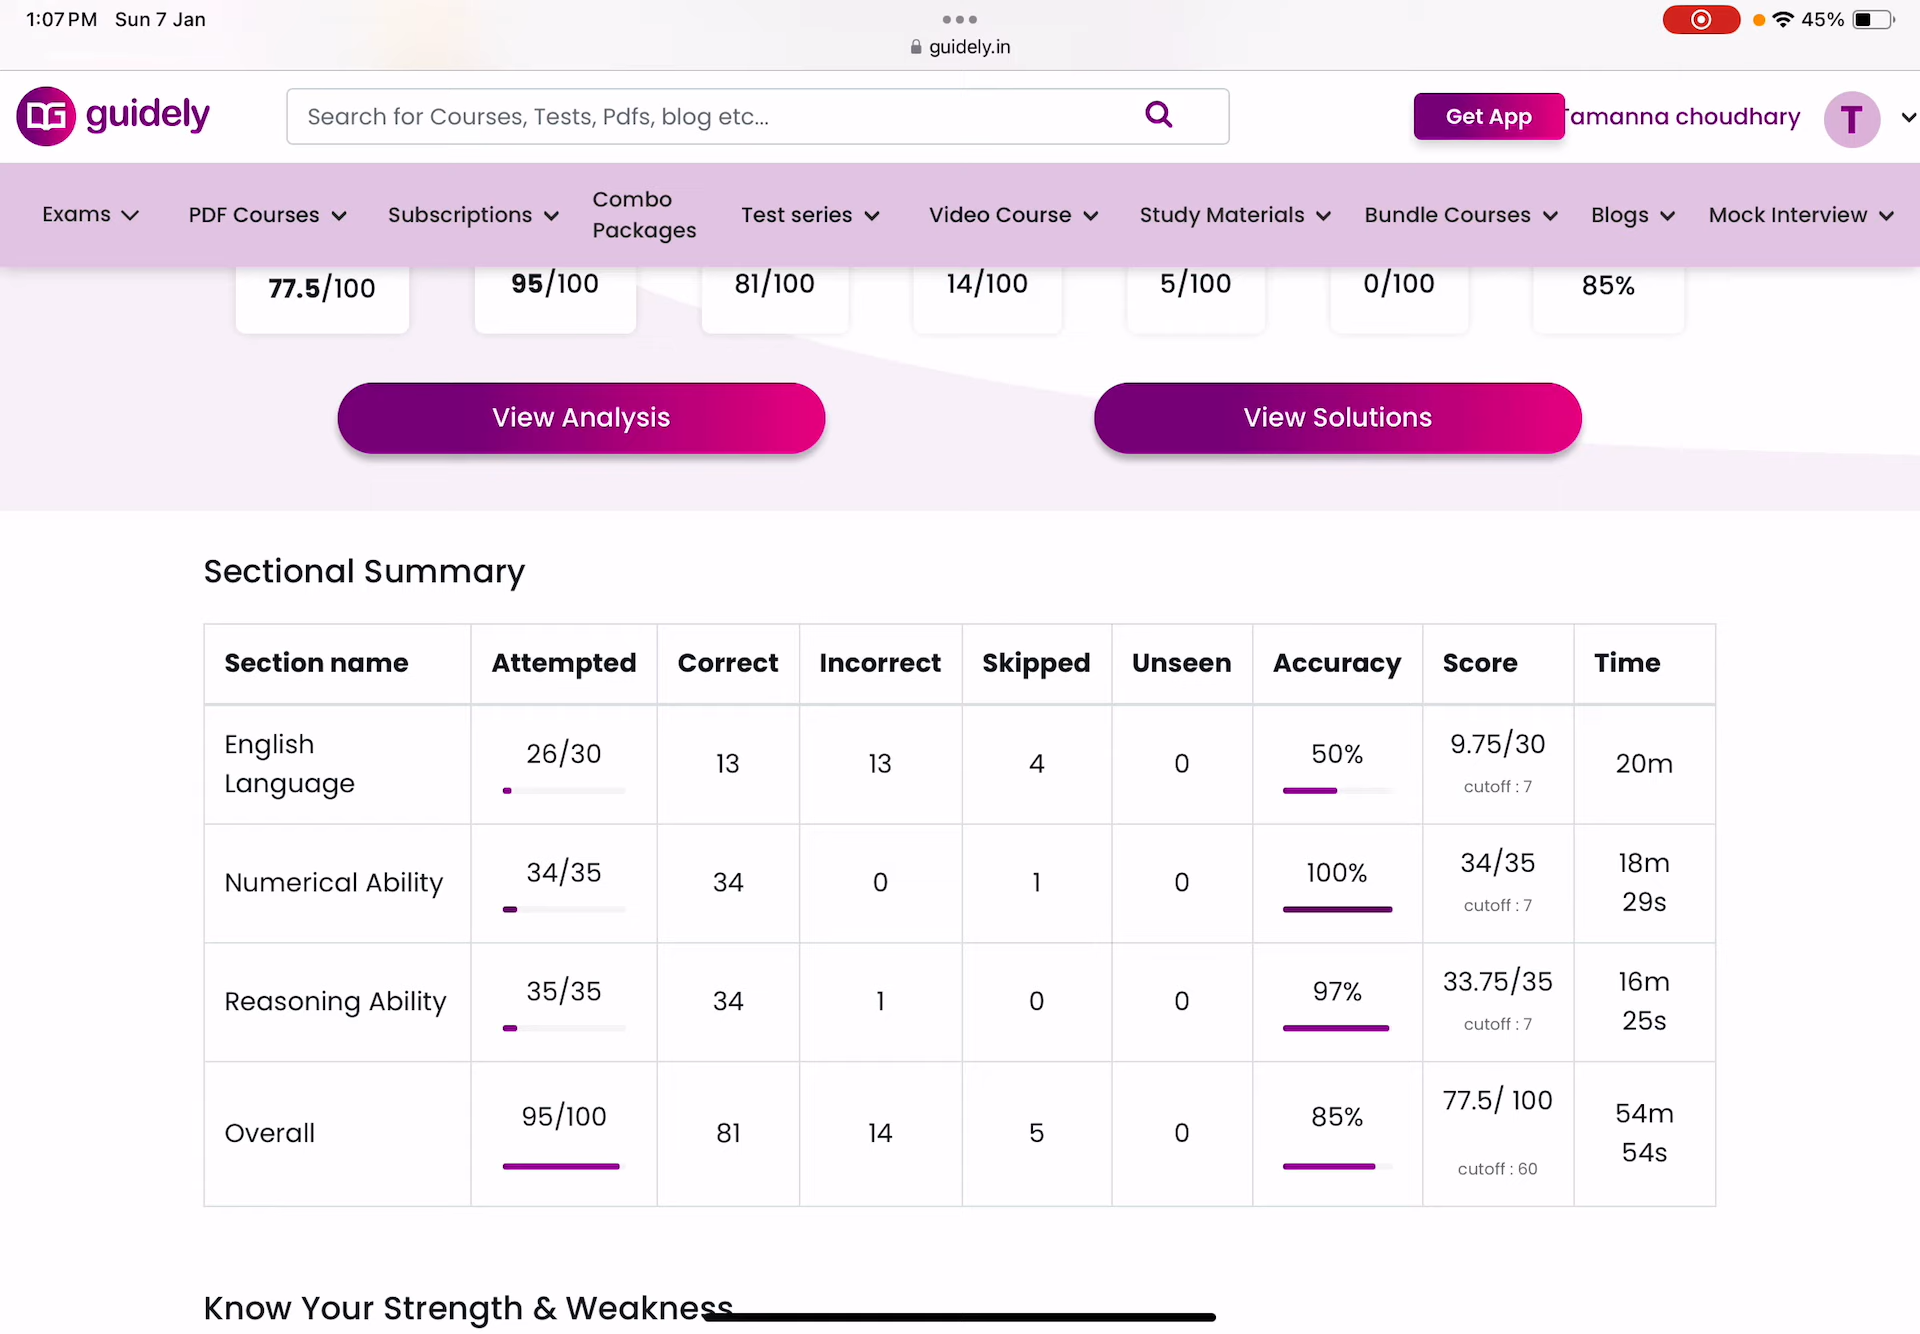 1:07 PM Sun 7 Jan
45%
guidely.in
guidely
Search for Courses, Tests, Pdfs, blog etc...
Get App
amanna choudhary
T
Exams
PDF Courses
Subscriptions
Combo
Packages
Test series
Video Course
Study Materials
Bundle Courses
Blogs
Mock Interview
77.5/100
95/100
81/100
14/100
5/100
0/100
85%
View Analysis
View Solutions
Sectional Summary
Section name Attempted Correct Incorrect Skipped Unseen Accuracy Score Time
English
Language
26/30
13
13
4
0
50%
9.75/30
cutoff : 7
20m
Numerical Ability
34/35
34
0
1
0
100%
34/35
cutoff : 7
18m
29s
Reasoning Ability
35/35
34
1
0
0
97%
33.75/35
cutoff : 7
16m
25s
Overall
95/100
81
14
5
0
85%
77.5/ 100
cutoff : 60
54m
54s
Know Your Strength & Weakness